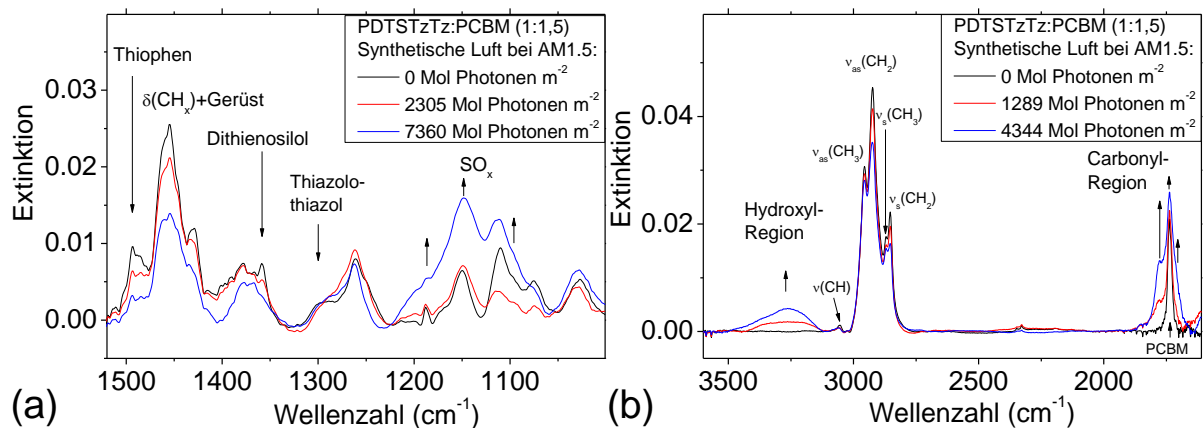 PDTSTzTz:PCBM (1:1,5)
Synthetische Luft bei AM1.5:
0 Mol Photonen m⁻²
2305 Mol Photonen m⁻²
7360 Mol Photonen m⁻²
Thiophen
δ(CHₓ)+Gerüst
Dithienosilol
Thiazolo-
thiazol
SOₓ
Extinktion
0.03
0.02
0.01
0.00
1500
1400
1300
1200
1100
Wellenzahl (cm⁻¹)
(a)
PDTSTzTz:PCBM (1:1,5)
Synthetische Luft bei AM1.5:
0 Mol Photonen m⁻²
1289 Mol Photonen m⁻²
4344 Mol Photonen m⁻²
νas(CH₂)
νs(CH₃)
νas(CH₃)
νs(CH₂)
Carbonyl-
Region
Hydroxyl-
Region
ν(CH)
PCBM
Extinktion
0.06
0.04
0.02
0.00
3500
3000
2500
2000
Wellenzahl (cm⁻¹)
(b)